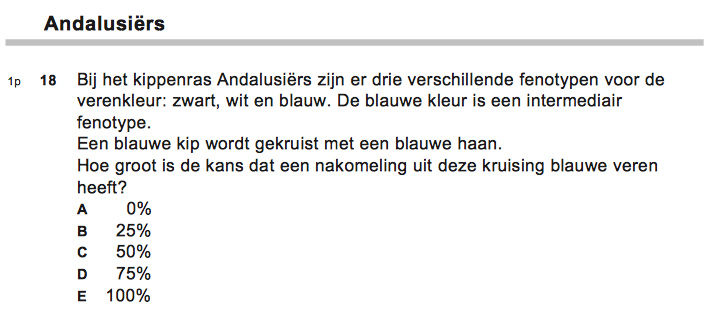 Andalusiërs
1p 18 Bij het kippenras Andalusiërs zijn er drie verschillende fenotypen voor de
verenkleur: zwart, wit en blauw. De blauwe kleur is een intermediair
fenotype.
Een blauwe kip wordt gekruist met een blauwe haan.
Hoe groot is de kans dat een nakomeling uit deze kruising blauwe veren
heeft?
A 0%
B 25%
C 50%
D 75%
E 100%